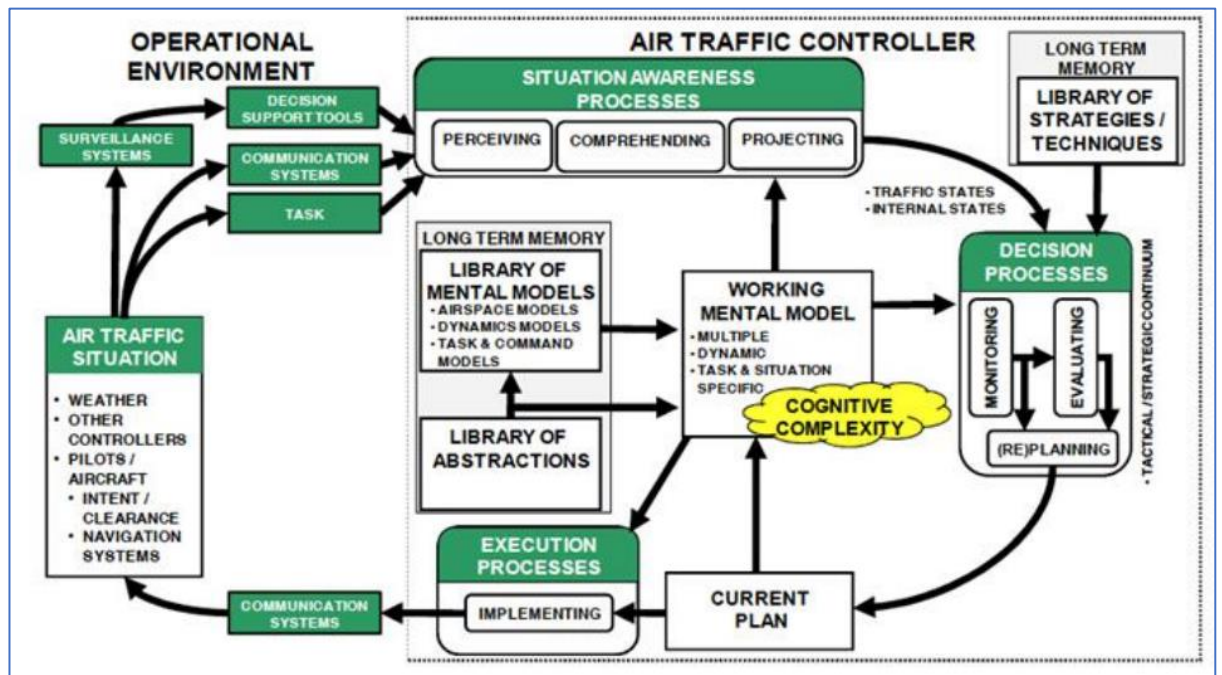 OPERATIONAL
ENVIRONMENT
AIR TRAFFIC CONTROLLER
DECISION
SUPPORT TOOLS
SURVEILLANCE
SYSTEMS
COMMUNICATION
SYSTEMS
TASK
AIR TRAFFIC
SITUATION
• WEATHER
• OTHER
CONTROLLERS
• PILOTS /
AIRCRAFT
• INTENT /
CLEARANCE
• NAVIGATION
SYSTEMS
COMMUNICATION
SYSTEMS
SITUATION AWARENESS
PROCESSES
PERCEIVING
COMPREHENDING
PROJECTING
LONG TERM
MEMORY
LIBRARY OF
STRATEGIES /
TECHNIQUES
• TRAFFIC STATES
• INTERNAL STATES
LONG TERM MEMORY
LIBRARY OF
MENTAL MODELS
• AIRSPACE MODELS
• DYNAMICS MODELS
• TASK & COMMAND
MODELS
LIBRARY OF
ABSTRACTIONS
WORKING
MENTAL MODEL
• MULTIPLE
• DYNAMIC
• TASK & SITUATION
SPECIFIC
COGNITIVE
COMPLEXITY
DECISION
PROCESSES
MONITORING
EVALUATING
(RE)PLANNING
• TACTICAL / STRATEGIC CONTINUUM
EXECUTION
PROCESSES
IMPLEMENTING
CURRENT
PLAN